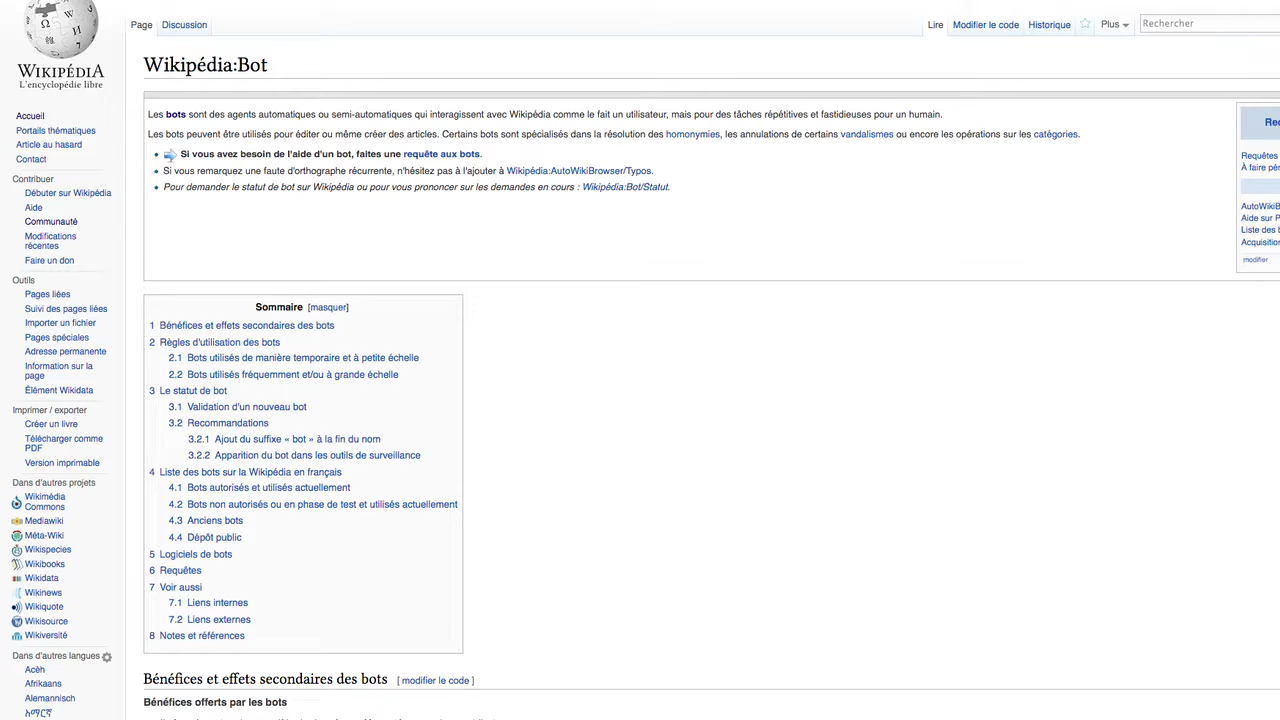 WIKIPÉDIA
L'encyclopédie libre
Accueil
Portails thématiques
Article au hasard
Contact
Contribuer
Débuter sur Wikipédia
Aide
Communauté
Modifications
récentes
Faire un don
Outils
Pages liées
Suivi des pages liées
Importer un fichier
Pages spéciales
Adresse permanente
Information sur la
page
Élément Wikidata
Imprimer / exporter
Créer un livre
Télécharger comme
PDF
Version imprimable
Dans d'autres projets
Wikimédia
Commons
Mediawiki
Méta-Wiki
Wikispecies
Wikibooks
Wikidata
Wikinews
Wikiquote
Wikisource
Wikiversité
Dans d'autres langues
Acèh
Afrikaans
Alemannisch
አማርኛ
Page Discussion Lire Modifier le code Historique Plus Rechercher
Wikipédia:Bot
Les bots sont des agents automatiques ou semi-automatiques qui interagissent avec Wikipédia comme le fait un utilisateur, mais pour des tâches répétitives et fastidieuses pour un humain.
Les bots peuvent être utilisés pour éditer ou même créer des articles. Certains bots sont spécialisés dans la résolution des homonymies, les annulations de certains vandalismes ou encore les opérations sur les catégories.
• Si vous avez besoin de l'aide d'un bot, faites une requête aux bots.
• Si vous remarquez une faute d'orthographe récurrente, n'hésitez pas à l'ajouter à Wikipédia:AutoWikiBrowser/Typos.
• Pour demander le statut de bot sur Wikipédia ou pour vous prononcer sur les demandes en cours : Wikipédia:Bot/Statut.
Requêtes
À faire
AutoWikiB
Aide sur P
Liste des b
Acquisition
modifier
Sommaire [masquer]
1 Bénéfices et effets secondaires des bots
2 Règles d'utilisation des bots
2.1 Bots utilisés de manière temporaire et à petite échelle
2.2 Bots utilisés fréquemment et/ou à grande échelle
3 Le statut de bot
3.1 Validation d'un nouveau bot
3.2 Recommandations
3.2.1 Ajout du suffixe « bot » à la fin du nom
3.2.2 Apparition du bot dans les outils de surveillance
4 Liste des bots sur la Wikipédia en français
4.1 Bots autorisés et utilisés actuellement
4.2 Bots non autorisés ou en phase de test et utilisés actuellement
4.3 Anciens bots
4.4 Dépôt public
5 Logiciels de bots
6 Requêtes
7 Voir aussi
7.1 Liens internes
7.2 Liens externes
8 Notes et références
Bénéfices et effets secondaires des bots [ modifier le code ]
Bénéfices offerts par les bots